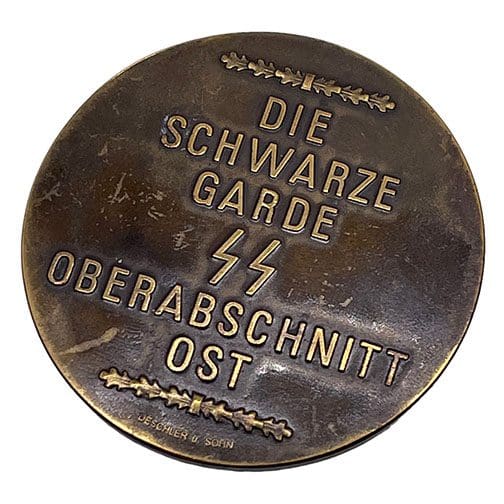 DIE
SCHWARZE
GARDE
ᛋᛋ
OBERABSCHNITT
OST
DESCHLER u. SOHN